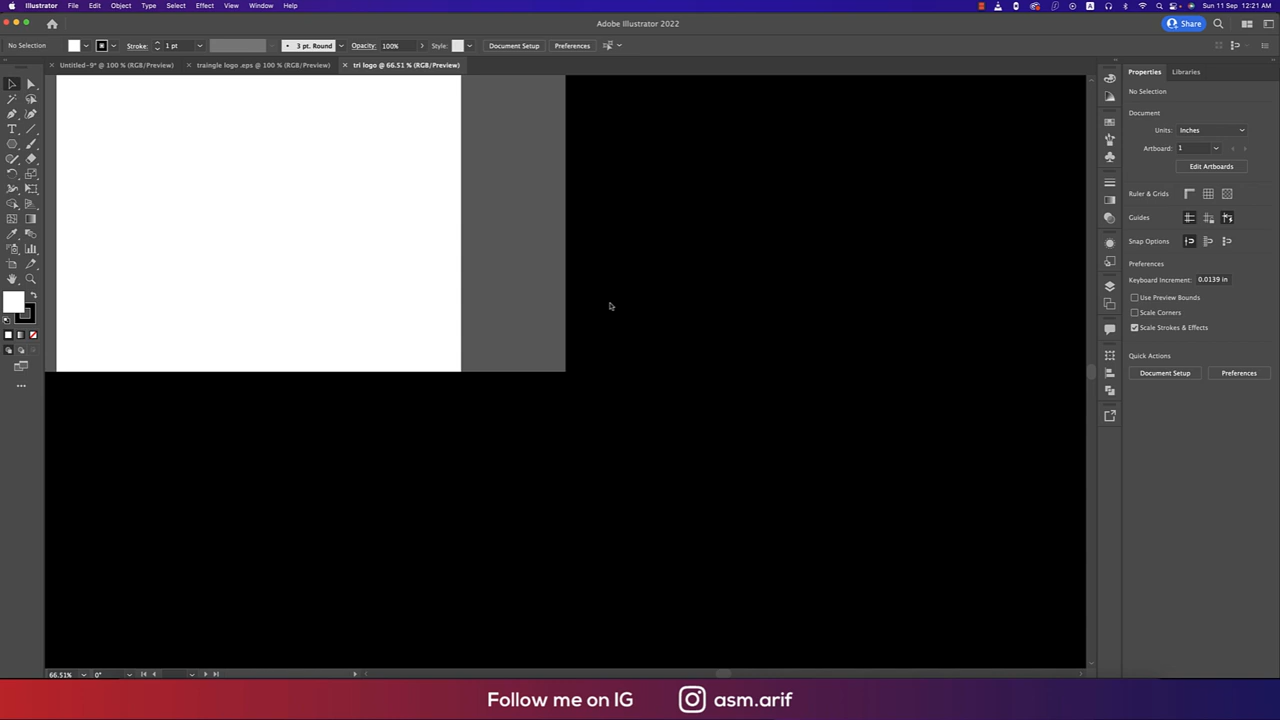 Illustrator File Edit Object Type Select Effect View Window Help
Sun 11 Sep 12:21 AM
Adobe Illustrator 2022
Share
No Selection
Stroke: 1 pt
3 pt. Round
Opacity: 100%
Style:
Document Setup
Preferences
Untitled-9* @ 100 % (RGB/Preview)
traingle logo .eps @ 100 % (RGB/Preview)
tri logo @ 66.51 % (RGB/Preview)
Properties
Libraries
No Selection
Document
Units: Inches
Artboard: 1
Edit Artboards
Ruler & Grids
Guides
Snap Options
Preferences
Keyboard Increment: 0.0139 in
Use Preview Bounds
Scale Corners
Scale Strokes & Effects
Quick Actions
Document Setup
Preferences
66.51%
0°
Follow me on IG
asm.arif